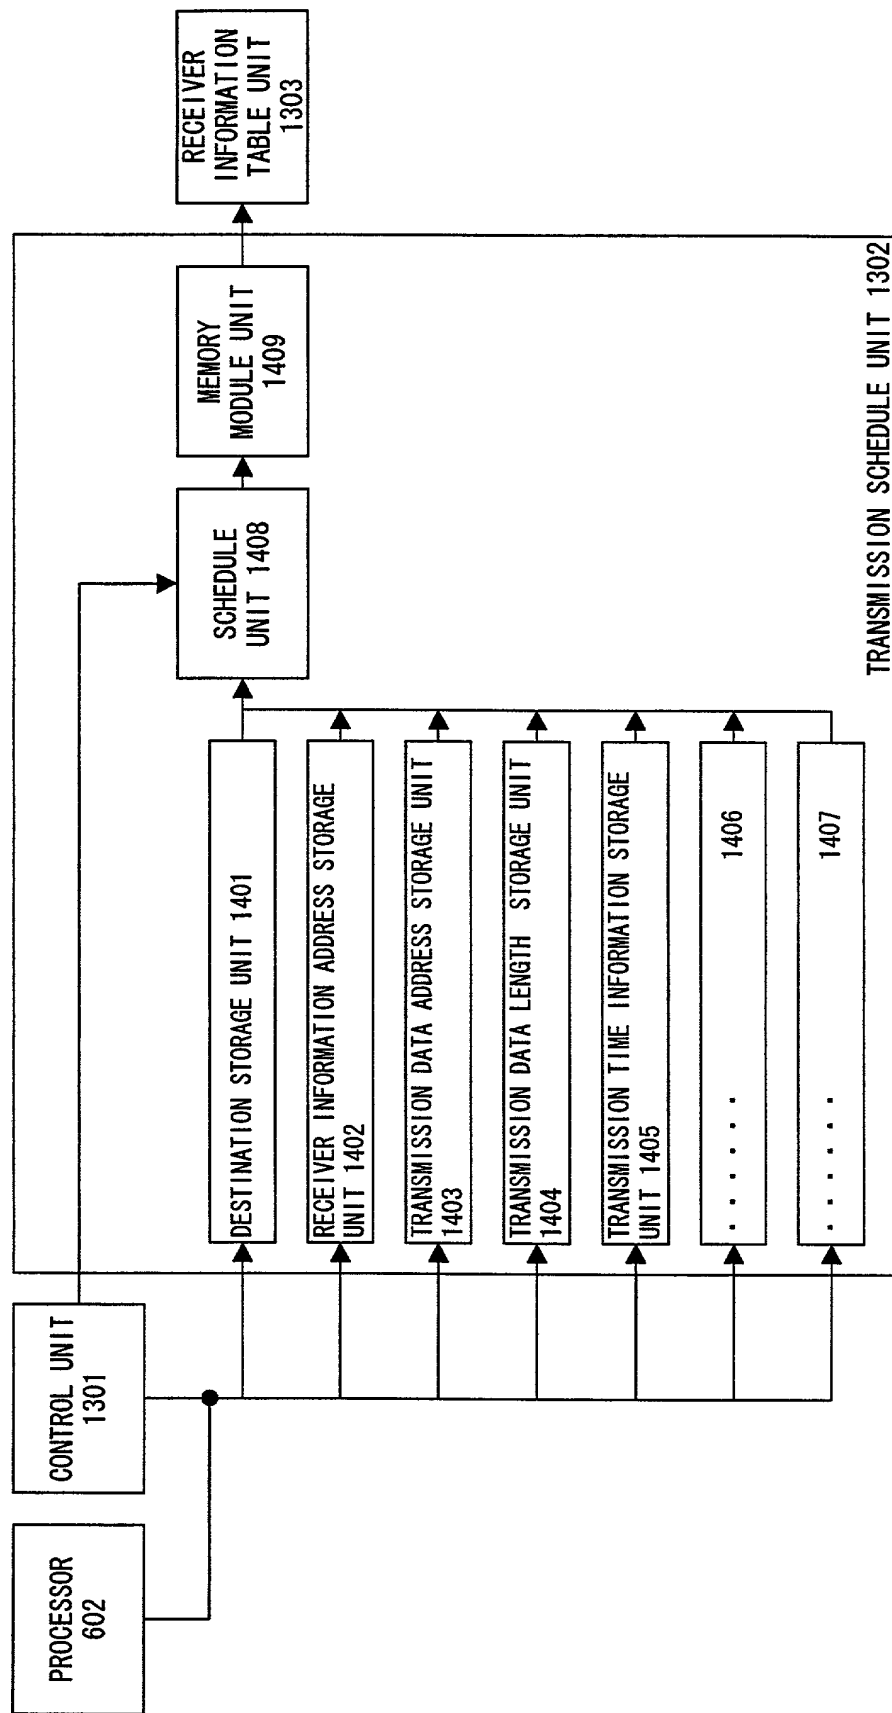 PROCESSOR
602
CONTROL UNIT
1301
DESTINATION STORAGE UNIT 1401
RECEIVER INFORMATION ADDRESS STORAGE
UNIT 1402
TRANSMISSION DATA ADDRESS STORAGE UNIT
1403
TRANSMISSION DATA LENGTH STORAGE UNIT
1404
TRANSMISSION TIME INFORMATION STORAGE
UNIT 1405
. . . . . . 1406
. . . . . . 1407
SCHEDULE
UNIT 1408
MEMORY
MODULE UNIT
1409
RECEIVER
INFORMATION
TABLE UNIT
1303
TRANSMISSION SCHEDULE UNIT 1302